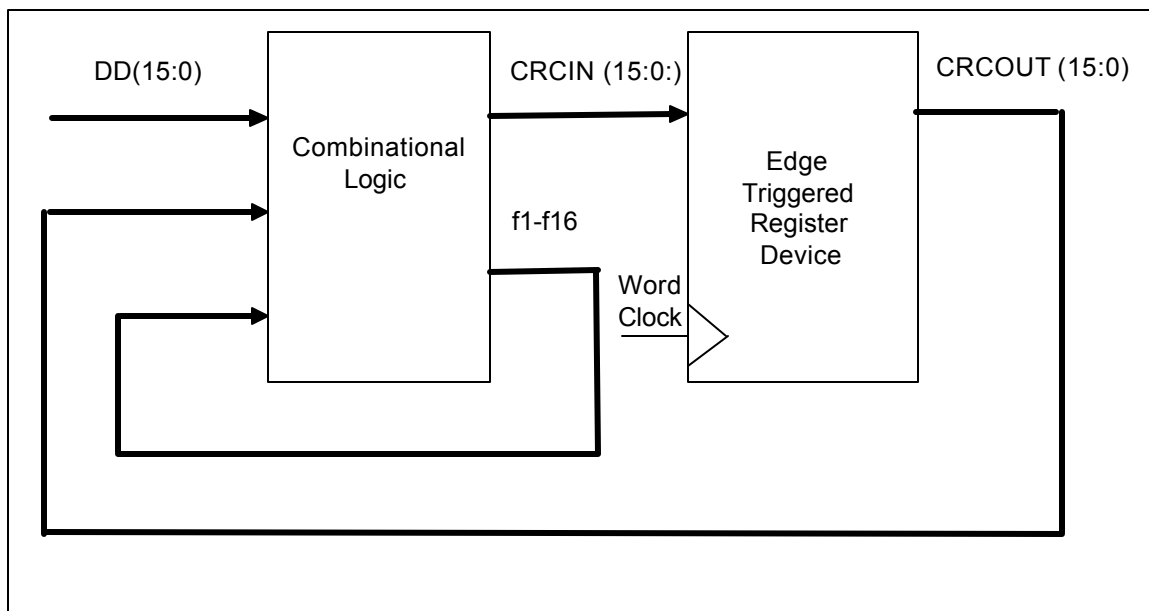 DD(15:0)
CRCIN (15:0:)
CRCOUT (15:0)
Combinational
Logic
Edge
Triggered
Register
Device
f1-f16
Word
Clock